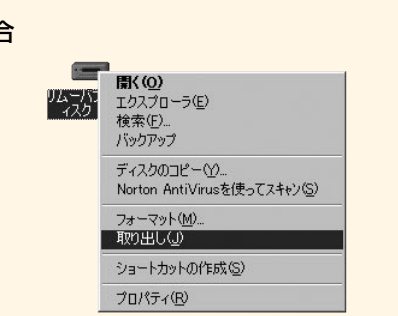 合
リムーバブ
ィスク
開く(O)
エクスプローラ(E)
検索(F)...
バックアップ
ディスクのコピー(Y)...
Norton AntiVirusを使ってスキャン(S)
フォーマット(M)...
取り出し(J)
ショートカットの作成(S)
プロパティ(R)